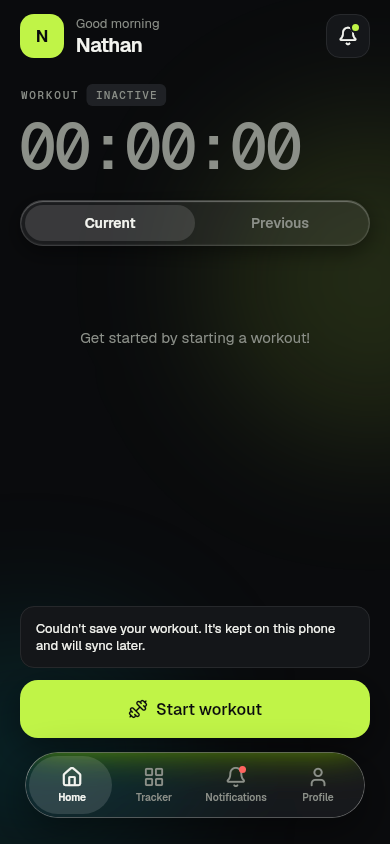 N
Good morning
Nathan
WORKOUT INACTIVE
00:00:00
Current Previous
Get started by starting a workout!
Couldn't save your workout. It's kept on this phone
and will sync later.
Start workout
Home Tracker Notifications Profile